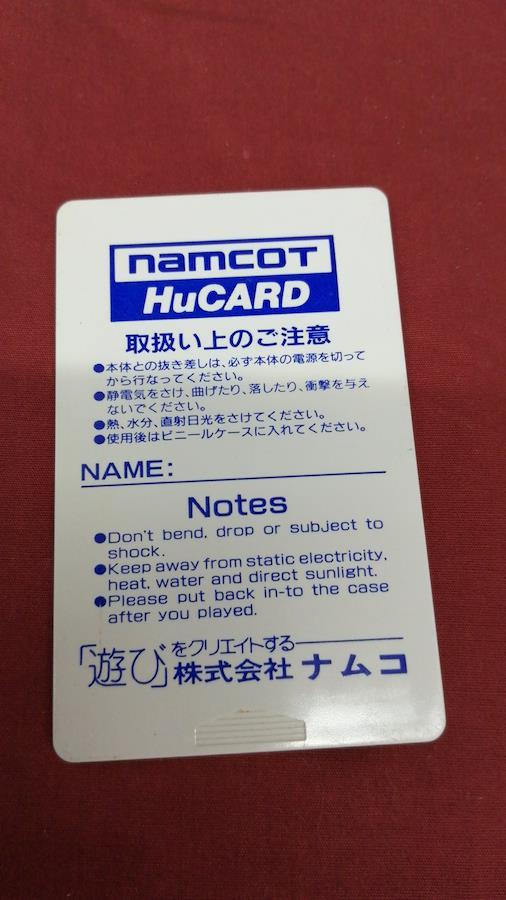 namcoт
HuCARD
取扱い上のご注意
●本体との抜き差しは、必ず本体の電源を切って
から行なってください。
●静電気をさけ、曲げたり、落したり、衝撃を与え
ないでください。
●熱、水分、直射日光をさけてください。
●使用後はビニールケースに入れてください。
NAME:
Notes
●Don't bend, drop or subject to
shock.
●Keep away from static electricity,
heat, water and direct sunlight.
●Please put back in-to the case
after you played.
「遊び」をクリエイトする
株式会社 ナムコ